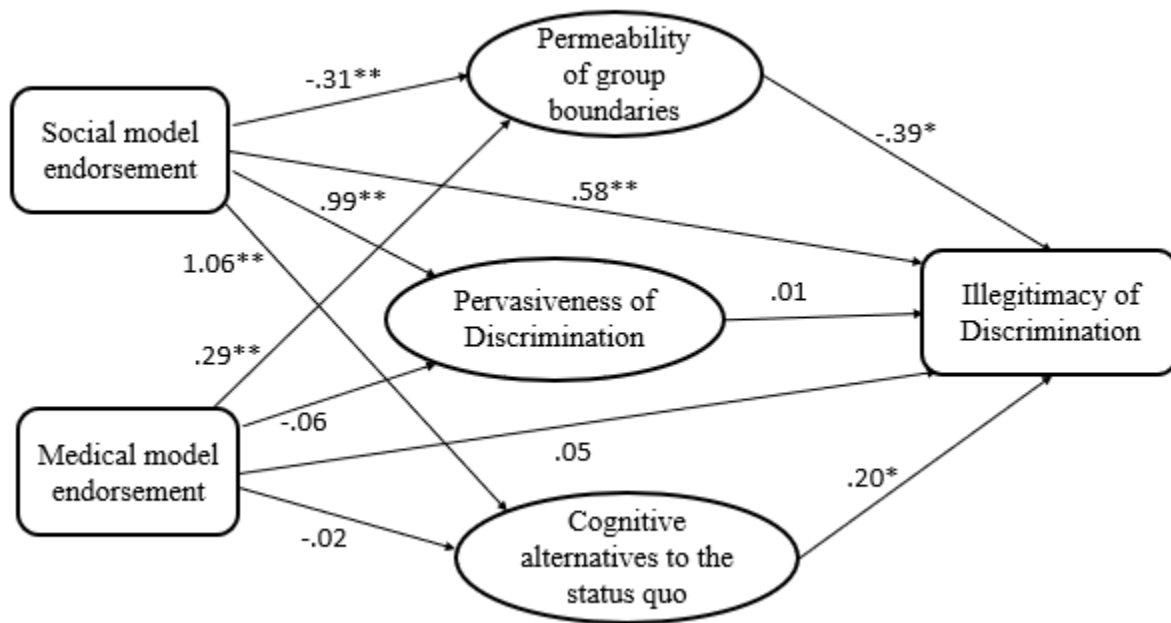 Permeability
of group
boundaries
-.31**
Social model
endorsement
-.39*
.58**
.99**
1.06**
Pervasiveness of
Discrimination
.01
Illegitimacy of
Discrimination
.29**
-.06
Medical model
endorsement
.05
.20*
-.02
Cognitive
alternatives to the
status quo